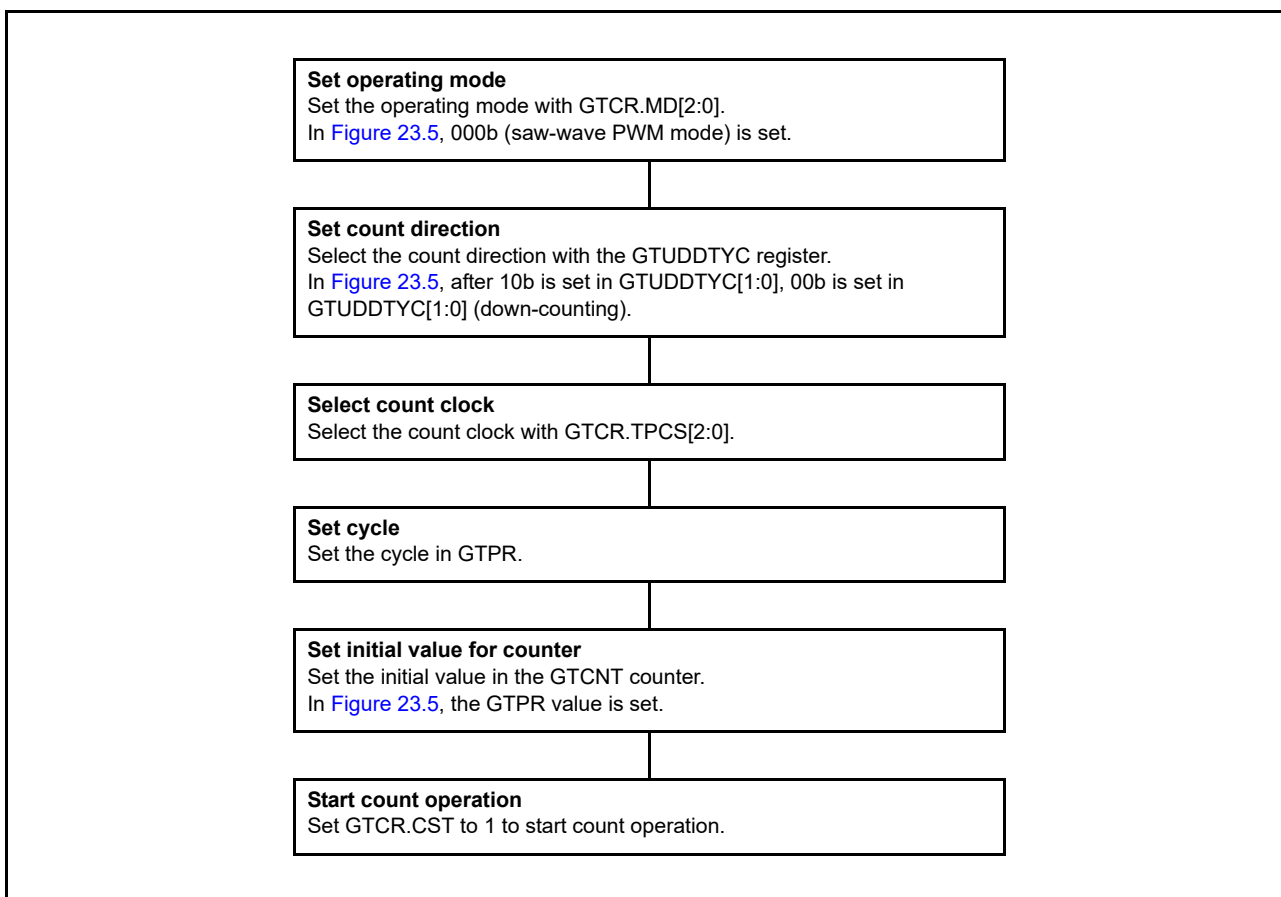 Set operating mode
Set the operating mode with GTCR.MD[2:0].
In Figure 23.5, 000b (saw-wave PWM mode) is set.
Set count direction
Select the count direction with the GTUDDTYC register.
In Figure 23.5, after 10b is set in GTUDDTYC[1:0], 00b is set in
GTUDDTYC[1:0] (down-counting).
Select count clock
Select the count clock with GTCR.TPCS[2:0].
Set cycle
Set the cycle in GTPR.
Set initial value for counter
Set the initial value in the GTCNT counter.
In Figure 23.5, the GTPR value is set.
Start count operation
Set GTCR.CST to 1 to start count operation.